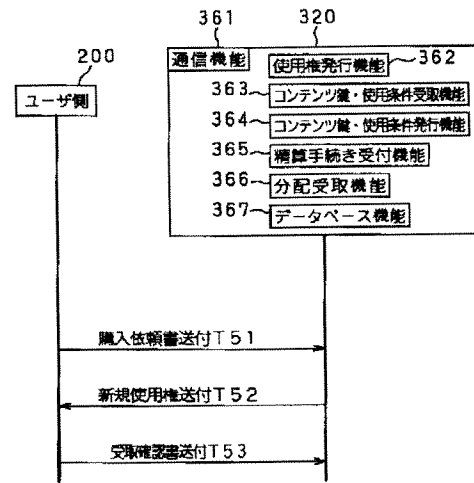 361
320
200
通信機能
使用権発行機能
362
ユーザ側
363
コンテンツ鍵・使用条件受取機能
364
コンテンツ鍵・使用条件発行機能
365
精算手続き受付機能
366
分配受取機能
367
データベース機能
購入依頼書送付T51
新規使用権送付T52
受取確認書送付T53